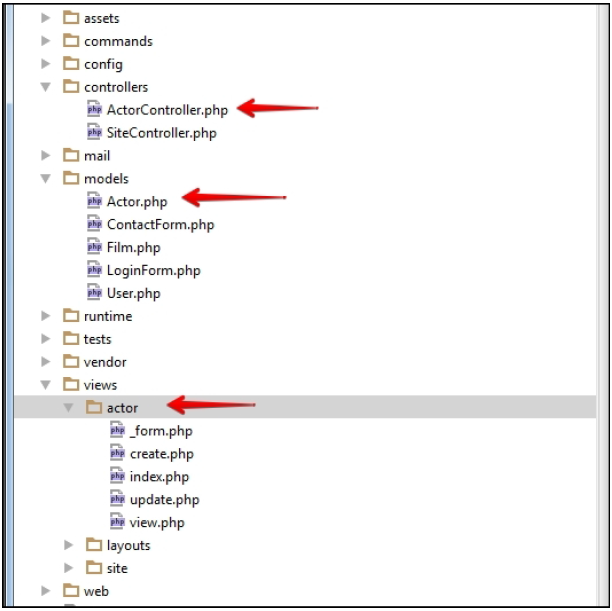 assets
commands
config
controllers
php ActorController.php
php SiteController.php
mail
models
php Actor.php
php ContactForm.php
php Film.php
php LoginForm.php
php User.php
runtime
tests
vendor
views
actor
php _form.php
php create.php
php index.php
php update.php
php view.php
layouts
site
web